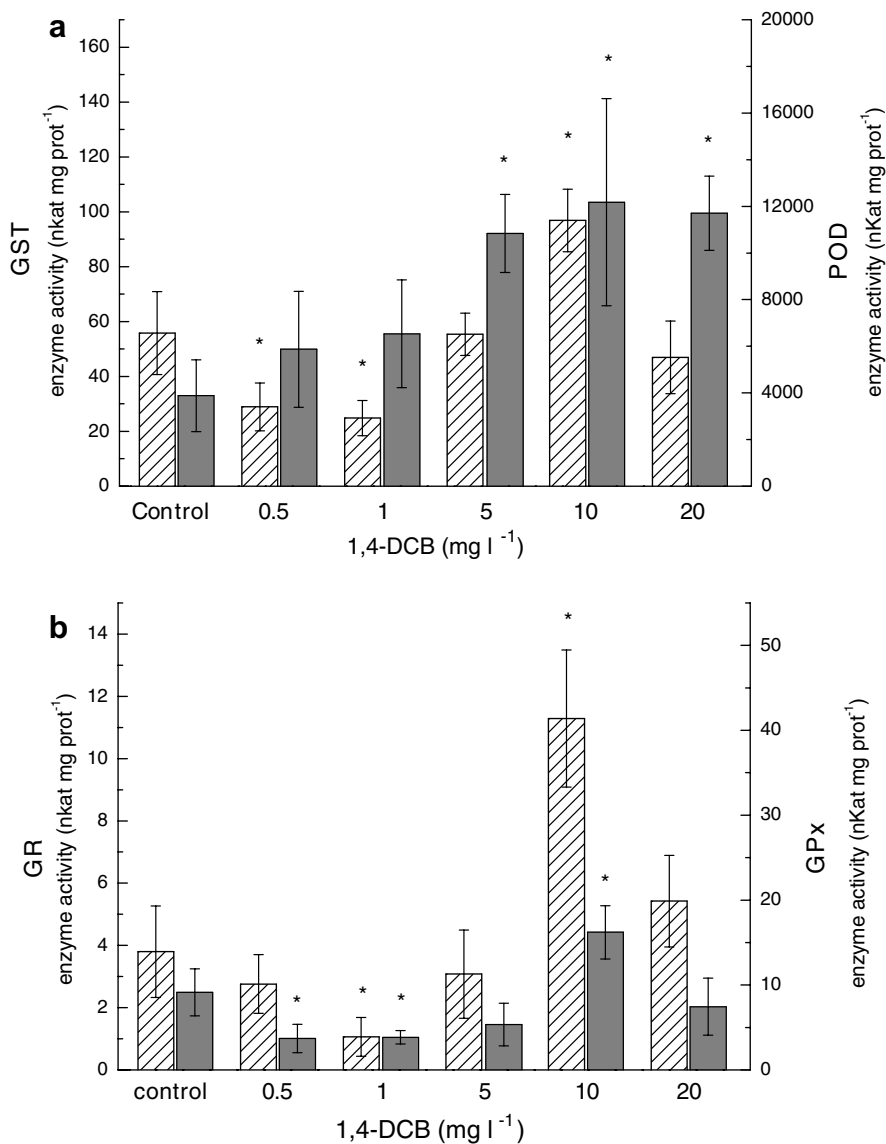 a
160
140
120
100
80
60
40
20
0
GST
enzyme activity (nKat mg prot⁻¹)
20000
16000
12000
8000
4000
0
POD
enzyme activity (nKat mg prot⁻¹)
*
*
*
*
*
*
Control 0.5 1 5 10 20
1,4-DCB (mg l ⁻¹)
b
14
12
10
8
6
4
2
0
GR
enzyme activity (nKat mg prot⁻¹)
50
40
30
20
10
0
GPx
enzyme activity (nKat mg prot⁻¹)
*
*
*
*
*
control 0.5 1 5 10 20
1,4-DCB (mg l ⁻¹)